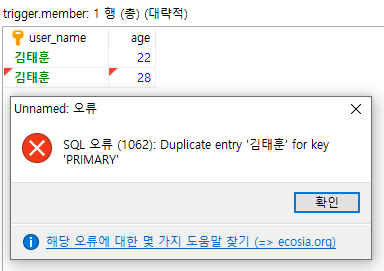 trigger.member: 1 행 (총) (대략적)
user_name age
김태훈 22
김태훈 28
Unnamed: 오류
SQL 오류 (1062): Duplicate entry '김태훈' for key
'PRIMARY'
확인
해당 오류에 대한 몇 가지 도움말 찾기 (=> ecosia.org)